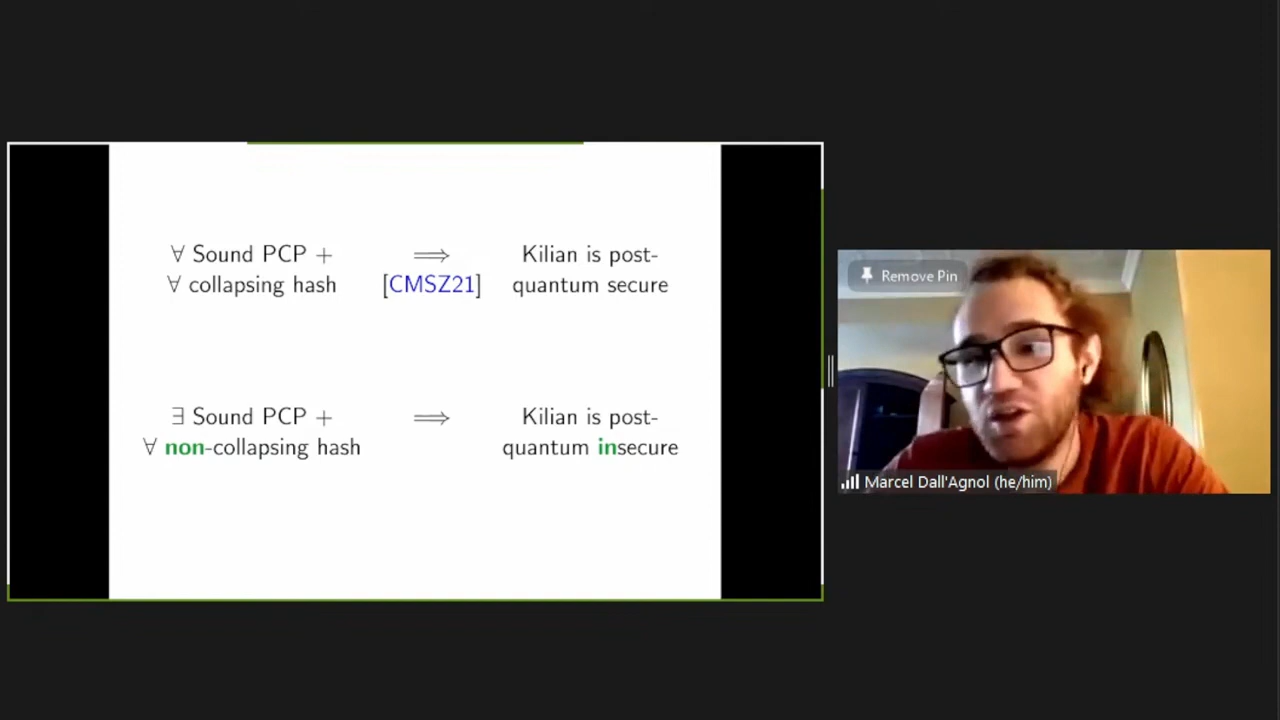 ∀ Sound PCP +
∀ collapsing hash
⟹
[CMSZ21]
Kilian is post-
quantum secure
∃ Sound PCP +
∀ non-collapsing hash
⟹
Kilian is post-
quantum insecure
Remove Pin
Marcel Dall'Agnol (he/him)